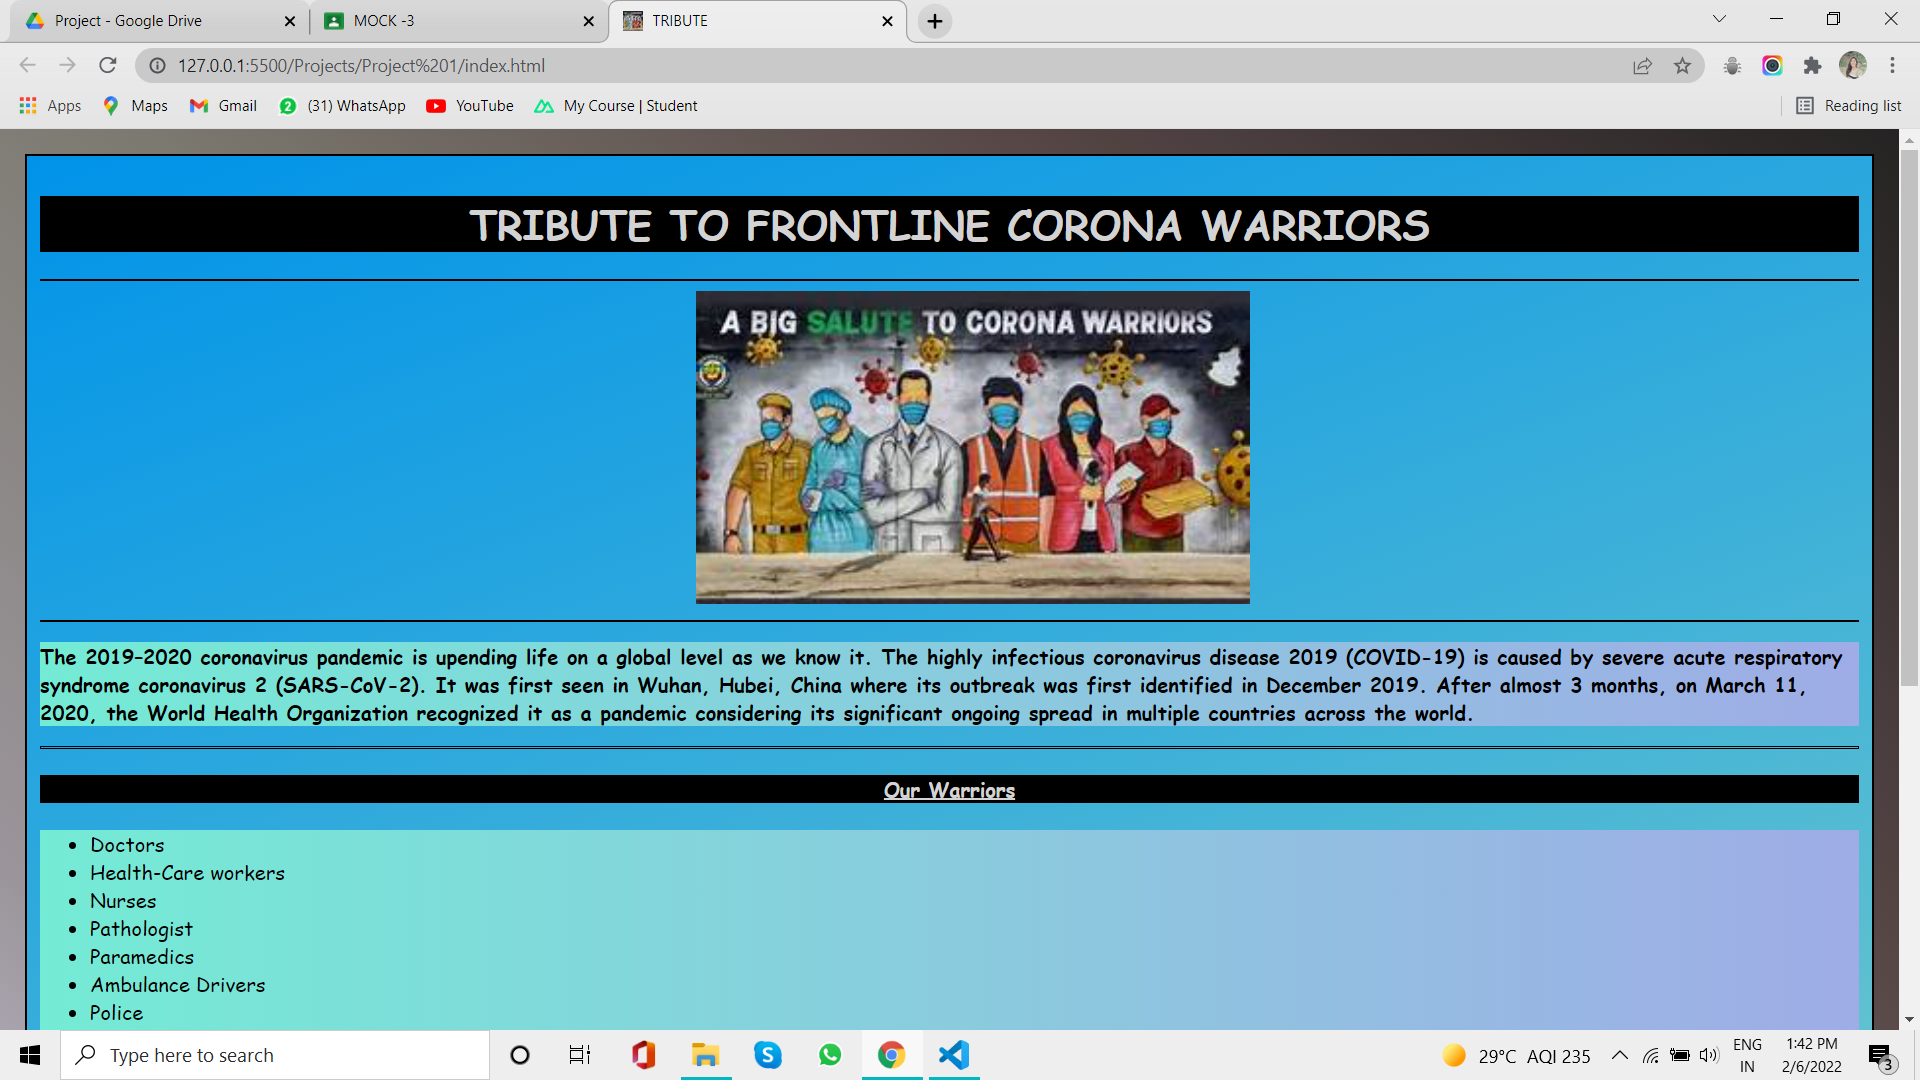 Project - Google Drive
MOCK -3
TRIBUTE
127.0.0.1:5500/Projects/Project%201/index.html
Apps
Maps
Gmail
(31) WhatsApp
YouTube
My Course | Student
Reading list
TRIBUTE TO FRONTLINE CORONA WARRIORS
A BIG SALUTE TO CORONA WARRIORS
The 2019-2020 coronavirus pandemic is upending life on a global level as we know it. The highly infectious coronavirus disease 2019 (COVID-19) is caused by severe acute respiratory
syndrome coronavirus 2 (SARS-CoV-2). It was first seen in Wuhan, Hubei, China where its outbreak was first identified in December 2019. After almost 3 months, on March 11,
2020, the World Health Organization recognized it as a pandemic considering its significant ongoing spread in multiple countries across the world.
Our Warriors
• Doctors
• Health-Care workers
• Nurses
• Pathologist
• Paramedics
• Ambulance Drivers
• Police
Type here to search
29°C AQI 235
ENG
IN
1:42 PM
2/6/2022
3